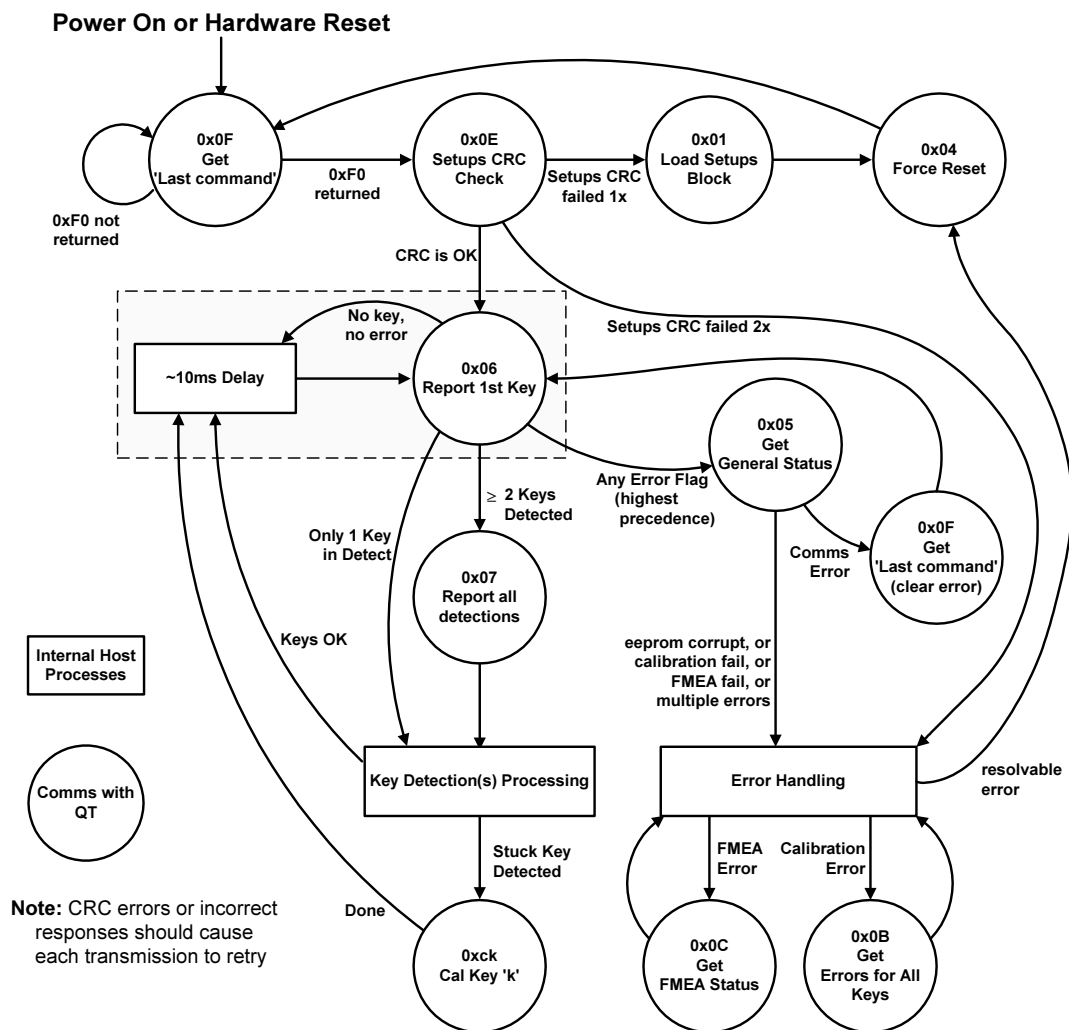 Power On or Hardware Reset
0x0F
Get
'Last command'
0xF0 not
returned
0xF0
returned
0x0E
Setups CRC
Check
Setups CRC
failed 1x
0x01
Load Setups
Block
0x04
Force Reset
CRC is OK
Setups CRC failed 2x
No key,
no error
~10ms Delay
0x06
Report 1st Key
0x05
Get
General Status
Any Error Flag
(highest
precedence)
≥ 2 Keys
Detected
Only 1 Key
in Detect
0x07
Report all
detections
Comms
Error
0x0F
Get
'Last command'
(clear error)
Keys OK
eeprom corrupt, or
calibration fail, or
FMEA fail, or
multiple errors
Internal Host
Processes
Key Detection(s) Processing
Error Handling
resolvable
error
Comms with
QT
Stuck Key
Detected
FMEA
Error
Calibration
Error
Note: CRC errors or incorrect
responses should cause
each transmission to retry
Done
0xck
Cal Key 'k'
0x0C
Get
FMEA Status
0x0B
Get
Errors for All
Keys